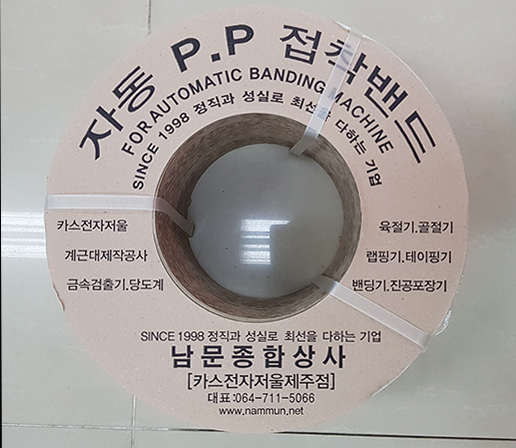 자동 P.P 접착밴드
FOR AUTOMATIC BANDING MACHINE
SINCE 1998 정직과 성실로 최선을 다하는 기업
카스전자저울
계근대제작공사
금속검출기.당도계
육절기.골절기
랩핑기.테이핑기
밴딩기.진공포장기
SINCE 1998 정직과 성실로 최선을 다하는 기업
남문종합상사
[카스전자저울제주점]
대표:064-711-5066
www.nammun.net